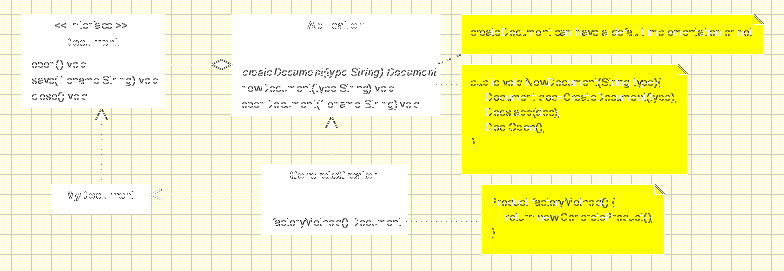 << interface >>
Document
open() void
save(filename String) void
close() void
Application
createDocument(type String) Document
newDocument(type String) void
openDocument(filename String) void
createDocument can have a default implementation or not
public void NewDocument(String type){
Document doc=CreateDocument(type);
Docs.add(doc);
Doc.Open();
}
MyDocument
ConcreteCreator
factoryMethod() Document
Product factoryMethod() {
return new ConcreteProduct();
}